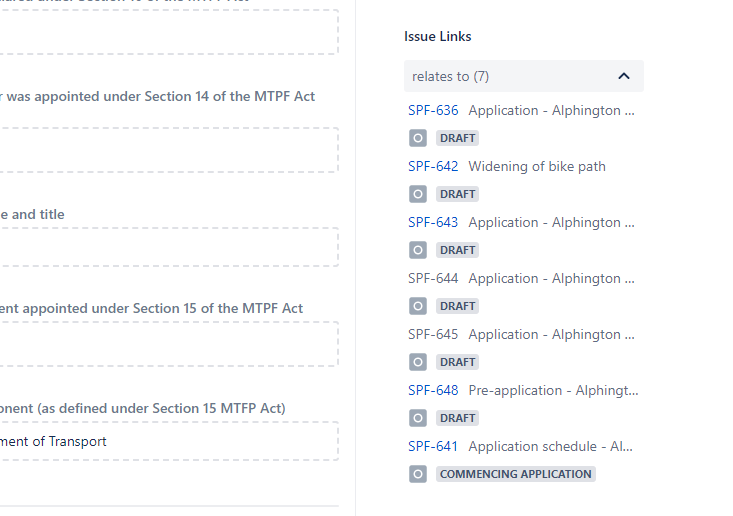 under Section of the MTPF Act
r was appointed under Section 14 of the MTPF Act
e and title
ent appointed under Section 15 of the MTPF Act
onent (as defined under Section 15 MTFP Act)
ment of Transport
Issue Links
relates to (7)
SPF-636 Application - Alphington ...
DRAFT
SPF-642 Widening of bike path
DRAFT
SPF-643 Application - Alphington ...
DRAFT
SPF-644 Application - Alphington ...
DRAFT
SPF-645 Application - Alphington ...
DRAFT
SPF-648 Pre-application - Alphingt...
DRAFT
SPF-641 Application schedule - Al...
COMMENCING APPLICATION